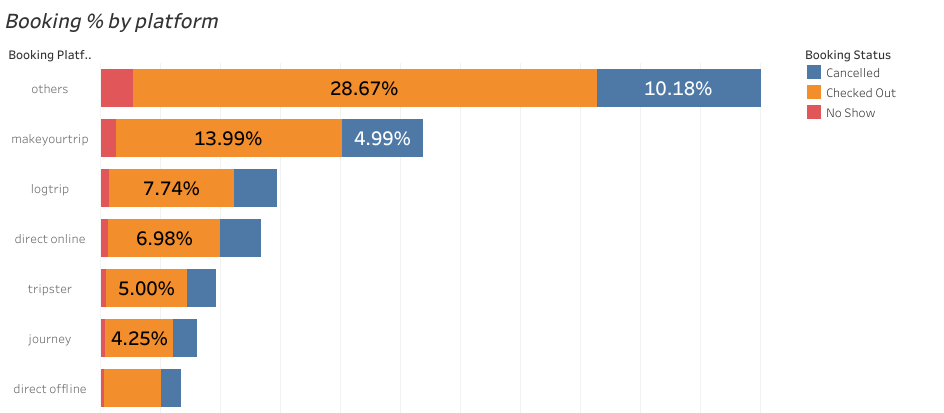 Booking % by platform
Booking Platf..
Booking Status
Cancelled
Checked Out
No Show
others 28.67% 10.18%
makeyourtrip 13.99% 4.99%
logtrip 7.74%
direct online 6.98%
tripster 5.00%
journey 4.25%
direct offline